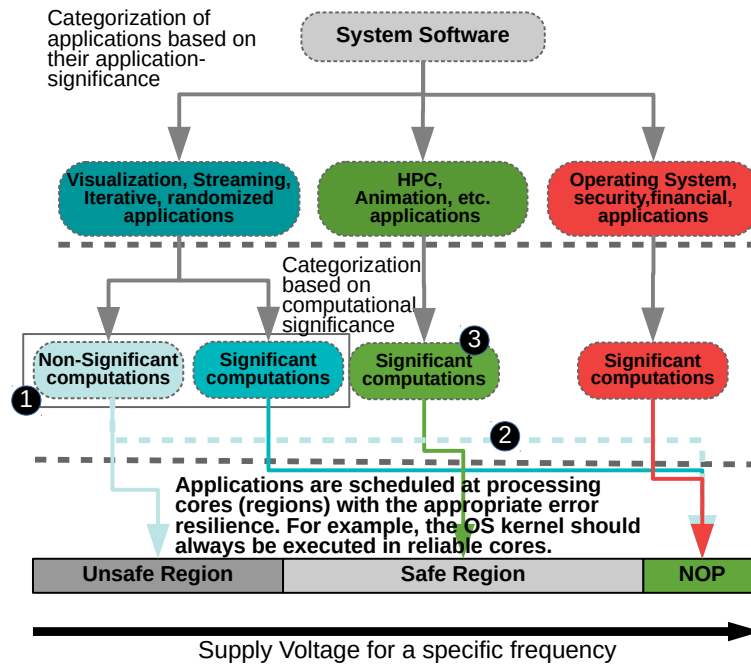 Categorization of
applications based on
their application-
significance
System Software
Visualization, Streaming,
Iterative, randomized
applications
HPC,
Animation, etc.
applications
Operating System,
security,financial,
applications
Categorization
based on
computational
significance
Non-Significant
computations
Significant
computations
Significant
computations
Significant
computations
1
3
2
Applications are scheduled at processing
cores (regions) with the appropriate error
resilience. For example, the OS kernel should
always be executed in reliable cores.
Unsafe Region
Safe Region
NOP
Supply Voltage for a specific frequency